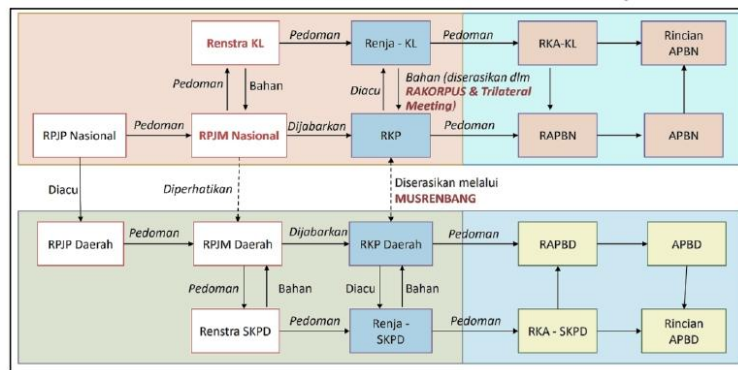 Renstra KL
Pedoman
Renja - KL
Pedoman
RKA-KL
Rincian
APBN
Pedoman
Bahan
Diacu
Bahan (diserasikan dlm
RAKORPUS & Trilateral
Meeting)
RPJP Nasional
Pedoman
RPJM Nasional
Dijabarkan
RKP
Pedoman
RAPBN
APBN
Diacu
Diperhatikan
Diserasikan melalui
MUSRENBANG
RPJP Daerah
Pedoman
RPJM Daerah
Dijabarkan
RKP Daerah
Pedoman
RAPBD
APBD
Pedoman
Bahan
Diacu
Bahan
Renstra SKPD
Pedoman
Renja -
SKPD
Pedoman
RKA - SKPD
Rincian
APBD